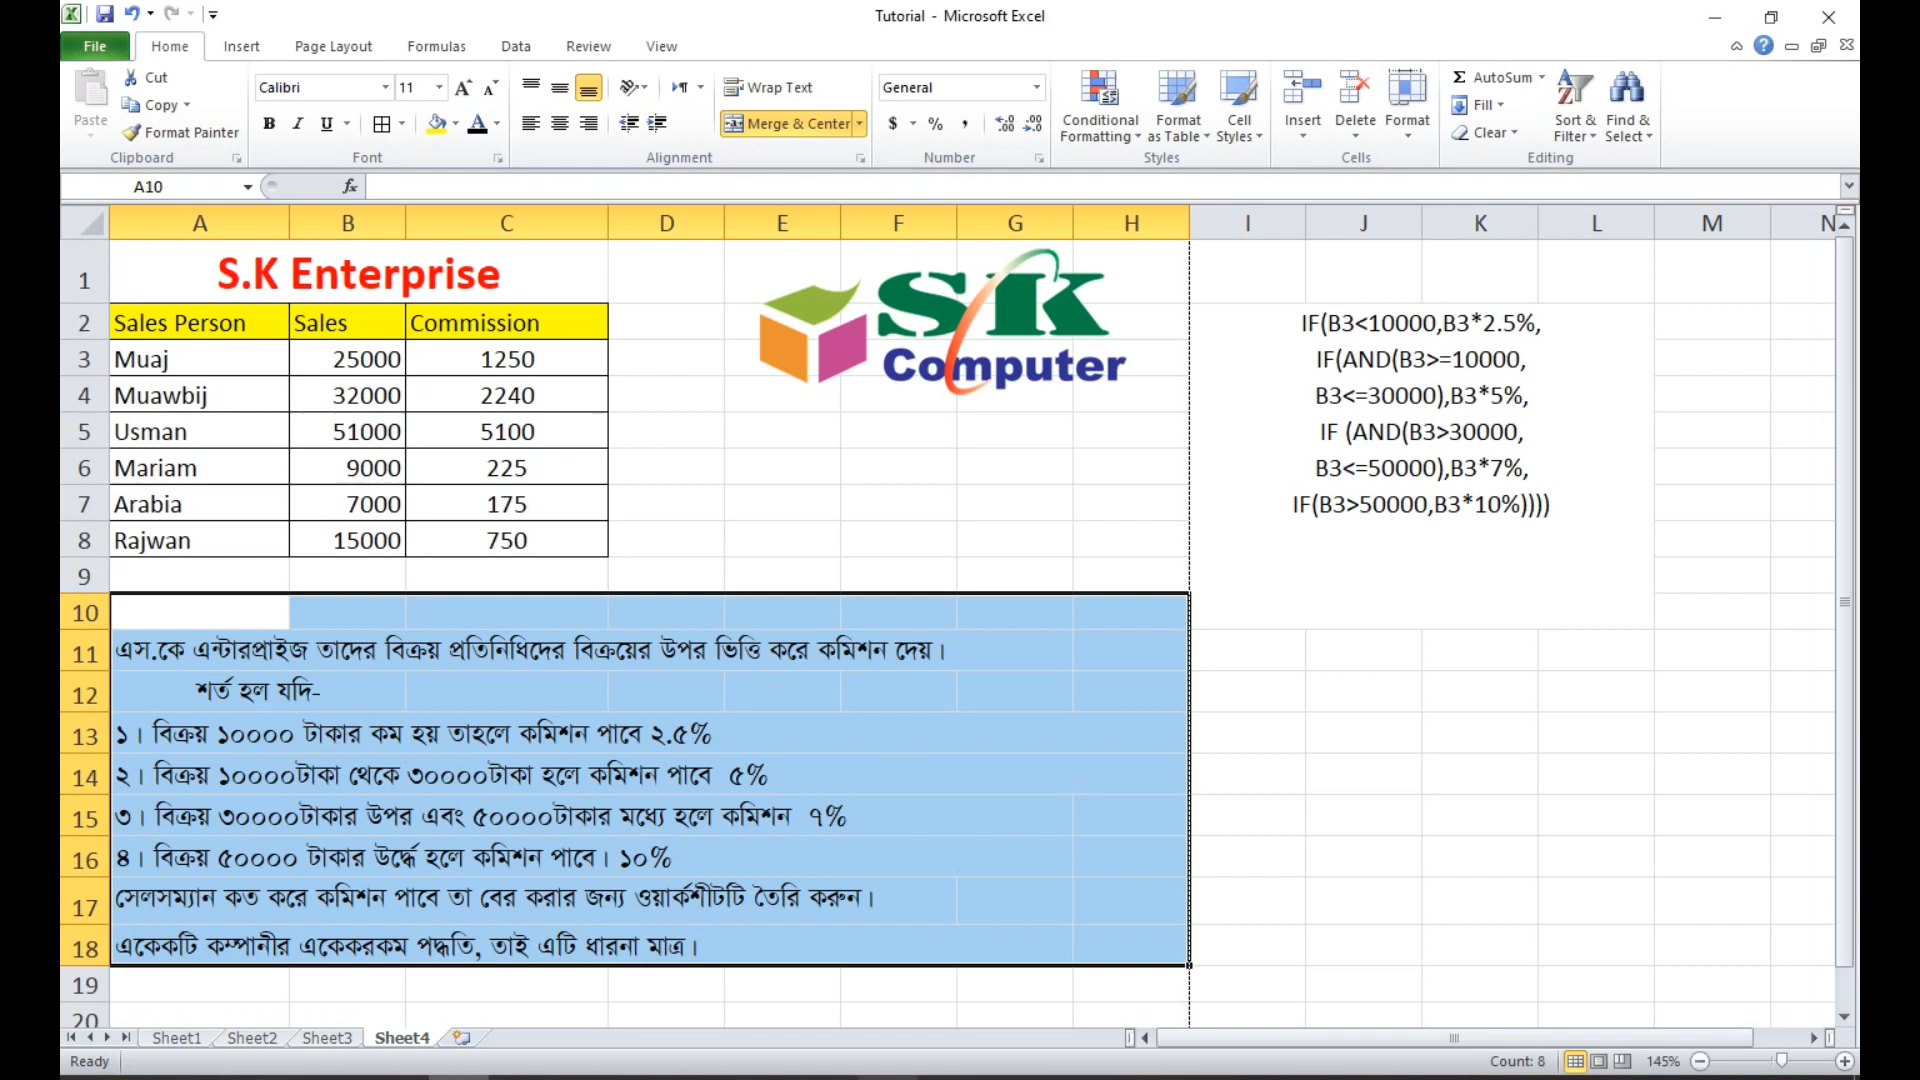 Tutorial - Microsoft Excel
File Home Insert Page Layout Formulas Data Review View
Paste
Cut
Copy
Format Painter
Clipboard
Calibri 11
B I U
Font
Wrap Text
Merge & Center
Alignment
General
$ % ,
Number
Conditional Formatting
Format as Table
Cell Styles
Styles
Insert Delete Format
Cells
AutoSum
Fill
Clear
Sort & Filter
Find & Select
Editing
A10 fx
A B C D E F G H I J K L M N
1 S.K Enterprise
SK
Computer
2 Sales Person Sales Commission IF(B3<10000,B3*2.5%,
3 Muaj 25000 1250 IF(AND(B3>=10000,
4 Muawbij 32000 2240 B3<=30000),B3*5%,
5 Usman 51000 5100 IF (AND(B3>30000,
6 Mariam 9000 225 B3<=50000),B3*7%,
7 Arabia 7000 175 IF(B3>50000,B3*10%))))
8 Rajwan 15000 750
9
10
11 এস.কে এন্টারপ্রাইজ তাদের বিক্রয় প্রতিনিধিদের বিক্রয়ের উপর ভিত্তি করে কমিশন দেয়।
12 শর্ত হল যদি-
13 ১। বিক্রয় ১০০০০ টাকার কম হয় তাহলে কমিশন পাবে ২.৫%
14 ২। বিক্রয় ১০০০০টাকা থেকে ৩০০০০টাকা হলে কমিশন পাবে ৫%
15 ৩। বিক্রয় ৩০০০০টাকার উপর এবং ৫০০০০টাকার মধ্যে হলে কমিশন ৭%
16 ৪। বিক্রয় ৫০০০০ টাকার উর্দ্ধে হলে কমিশন পাবে। ১০%
17 সেলসম্যান কত করে কমিশন পাবে তা বের করার জন্য ওয়ার্কশীটটি তৈরি করুন।
18 একেকটি কম্পানীর একেকরকম পদ্ধতি, তাই এটি ধারনা মাত্র।
19
20
Sheet1 Sheet2 Sheet3 Sheet4
Ready Count: 8 145%